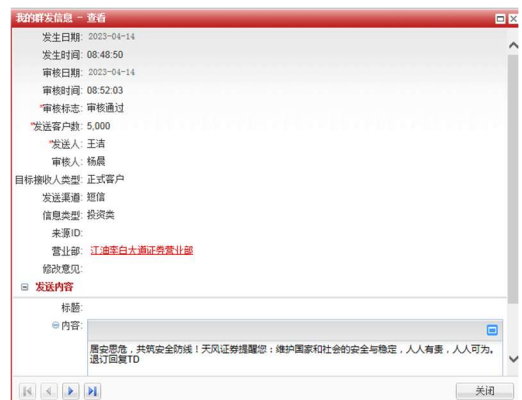 我的群发信息 - 查看
发生日期: 2023-04-14
发生时间: 08:48:50
审核日期: 2023-04-14
审核时间: 08:52:03
*审核标志: 审核通过
*发送客户数: 5,000
*发送人: 王洁
审核人: 杨晨
目标接收人类型: 正式客户
发送渠道: 短信
信息类型: 投资类
来源ID:
营业部: 江油李白大道证券营业部
修改意见:
发送内容
标题:
内容:
居安思危，共筑安全防线！天风证券提醒您：维护国家和社会的安全与稳定，人人有责，人人可为。
退订回复TD
关闭